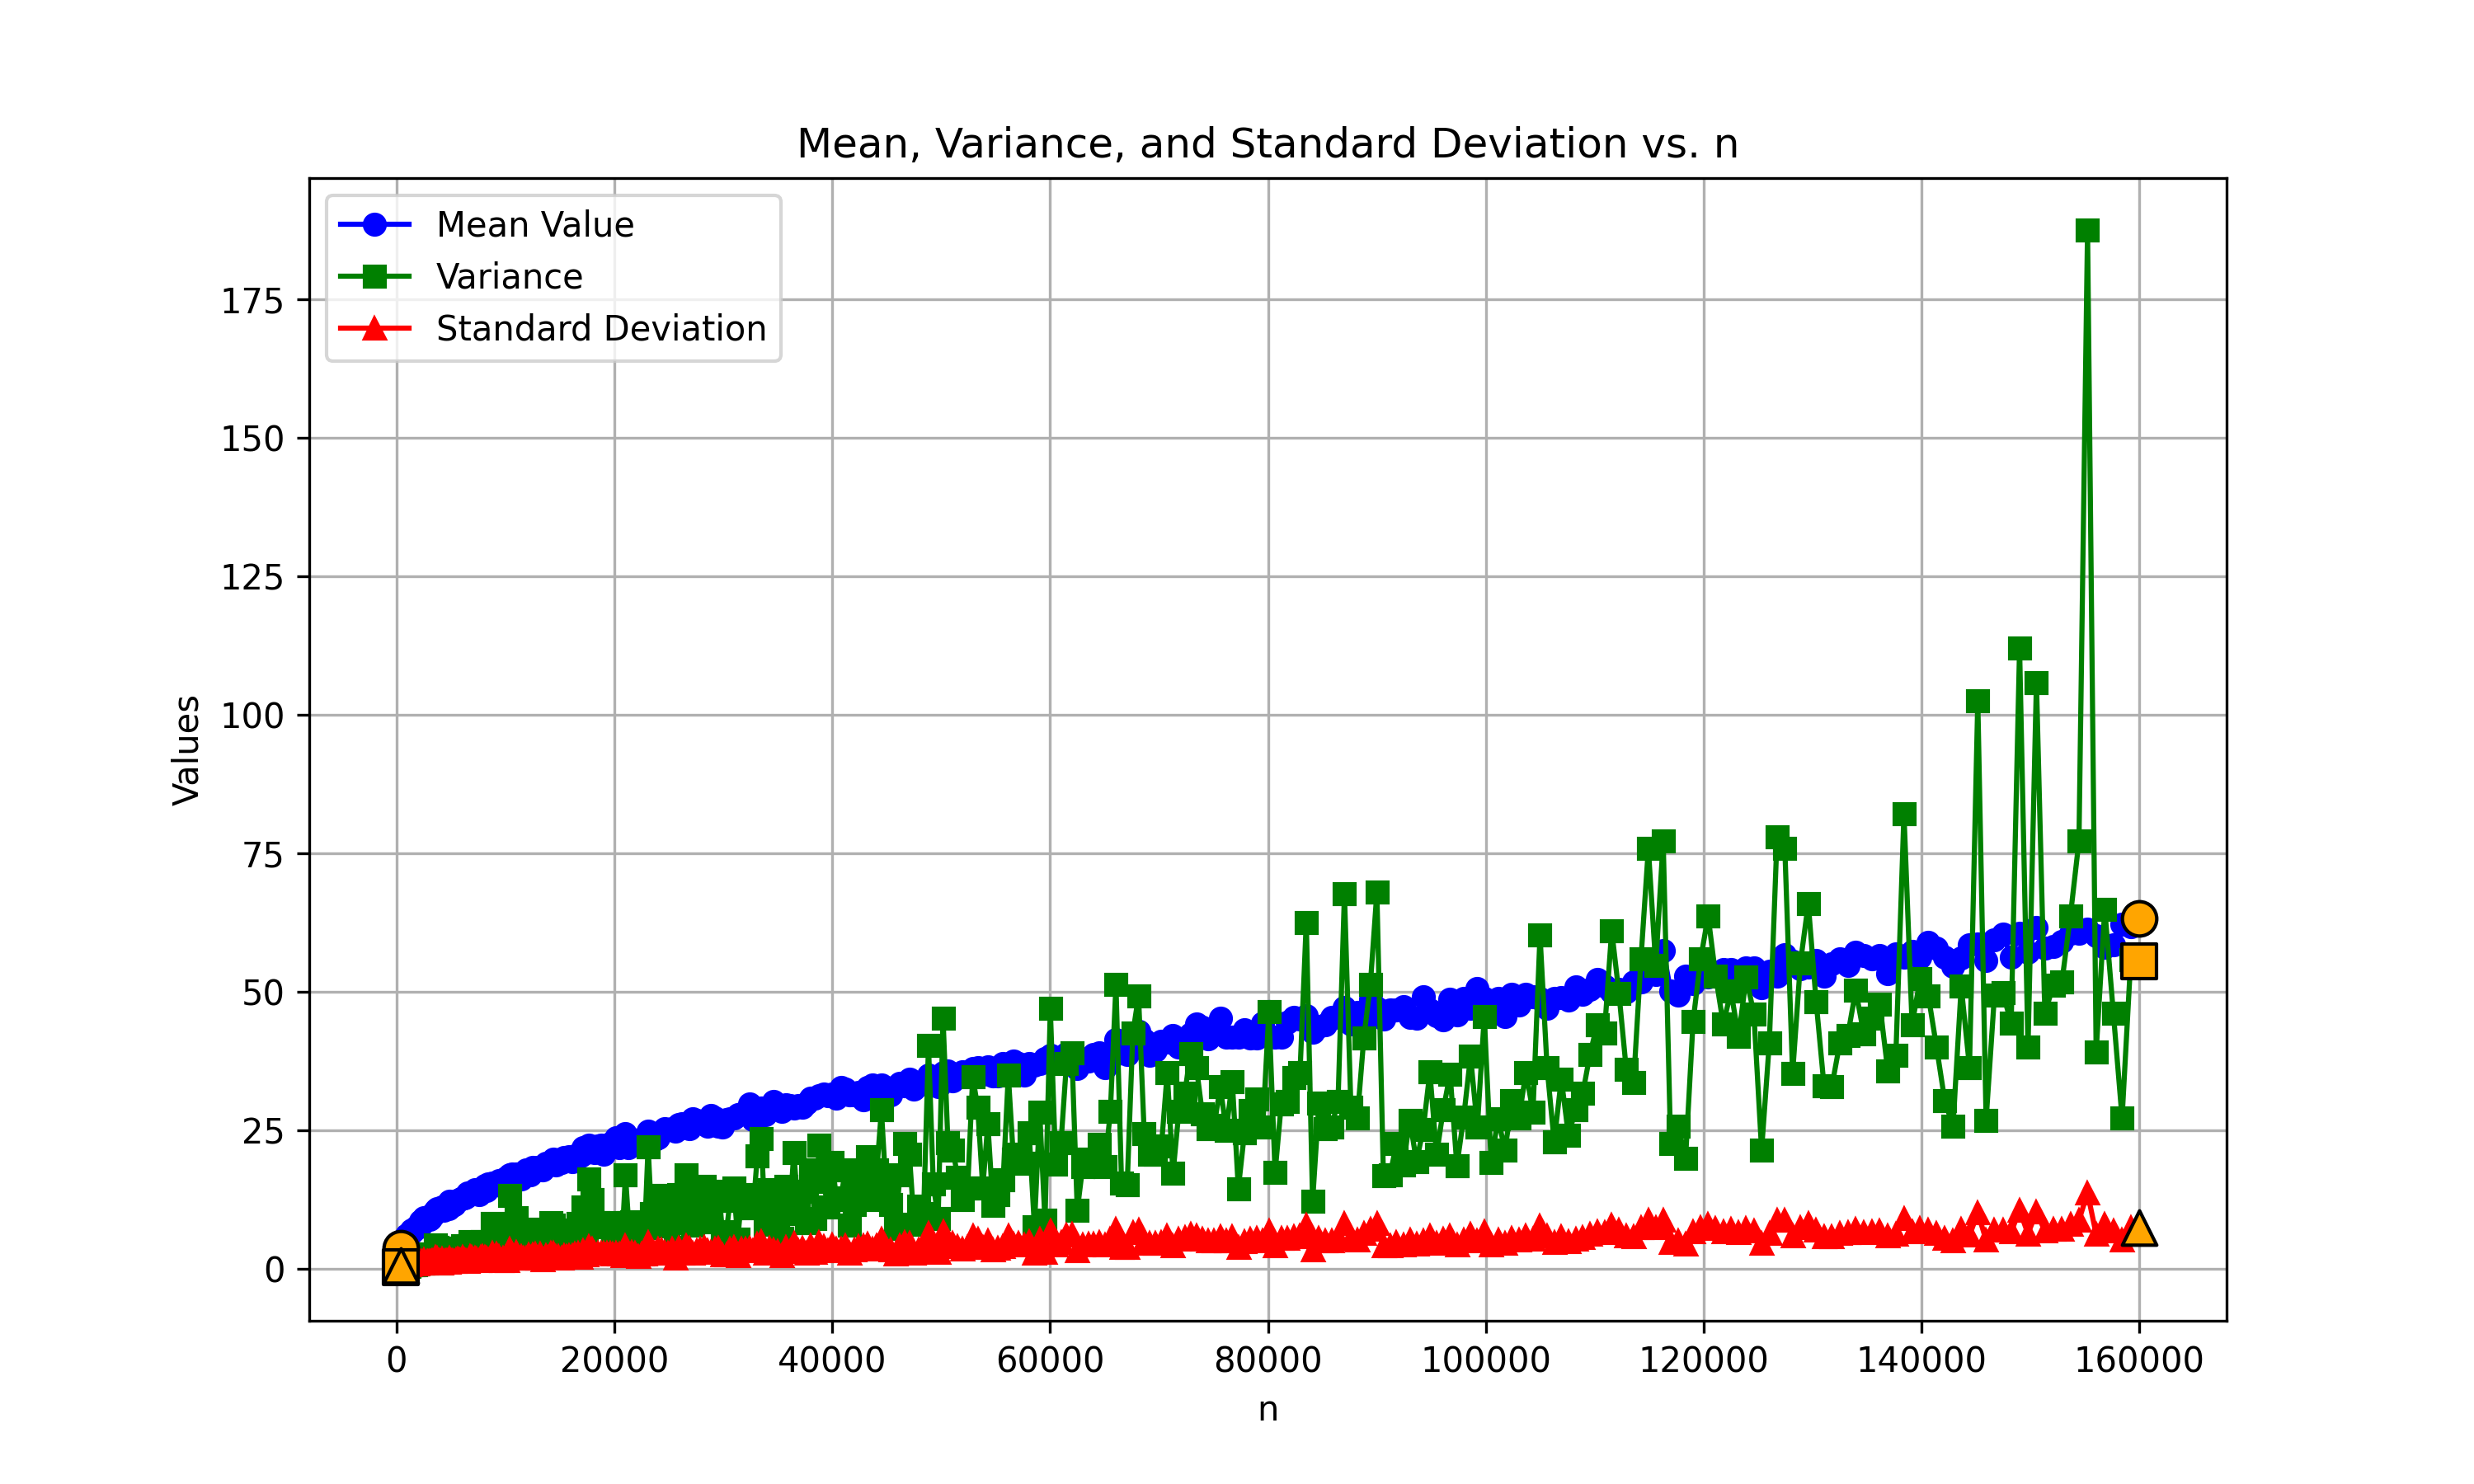 Mean, Variance, and Standard Deviation vs. n
Mean Value
Variance
Standard Deviation
175
150
125
100
75
50
25
0
Values
0 20000 40000 60000 80000 100000 120000 140000 160000
n